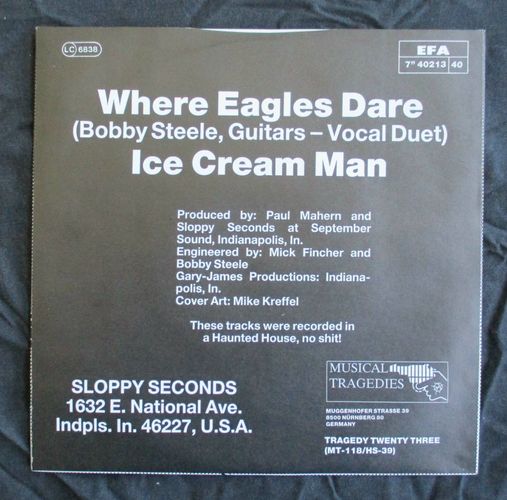 LC 6838
EFA
7" 40213 40
Where Eagles Dare
(Bobby Steele, Guitars – Vocal Duet)
Ice Cream Man
Produced by: Paul Mahern and
Sloppy Seconds at September
Sound, Indianapolis, In.
Engineered by: Mick Fincher and
Bobby Steele
Gary-James Productions: Indiana-
polis, In.
Cover Art: Mike Kreffel
These tracks were recorded in
a Haunted House, no shit!
SLOPPY SECONDS
1632 E. National Ave.
Indpls. In. 46227, U.S.A.
MUSICAL
TRAGEDIES
MUGGENHOFER STRASSE 39
8500 NÜRNBERG 80
GERMANY
TRAGEDY TWENTY THREE
(MT-118/HS-39)